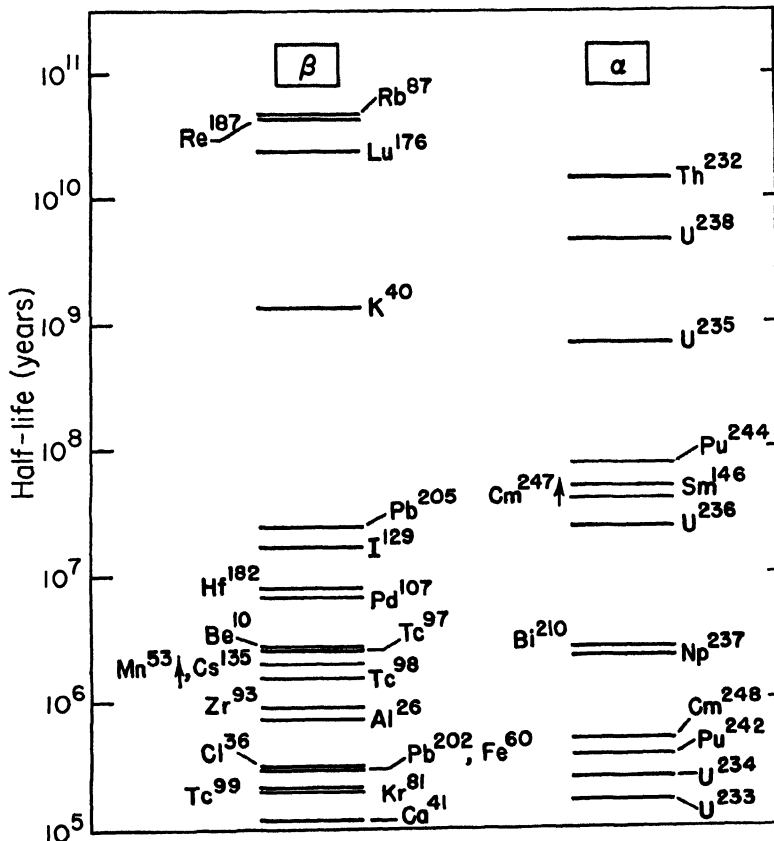 Half-life (years)
10¹¹
10¹⁰
10⁹
10⁸
10⁷
10⁶
10⁵
β
Rb⁸⁷
Re¹⁸⁷
Lu¹⁷⁶
K⁴⁰
Pb²⁰⁵
I¹²⁹
Hf¹⁸²
Pd¹⁰⁷
Be¹⁰
Tc⁹⁷
Mn⁵³↑, Cs¹³⁵
Tc⁹⁸
Zr⁹³
Al²⁶
Cl³⁶
Pb²⁰², Fe⁶⁰
Tc⁹⁹
Kr⁸¹
Ca⁴¹
α
Th²³²
U²³⁸
U²³⁵
Pu²⁴⁴
Cm²⁴⁷↑
Sm¹⁴⁶
U²³⁶
Bi²¹⁰
Np²³⁷
Cm²⁴⁸
Pu²⁴²
U²³⁴
U²³³